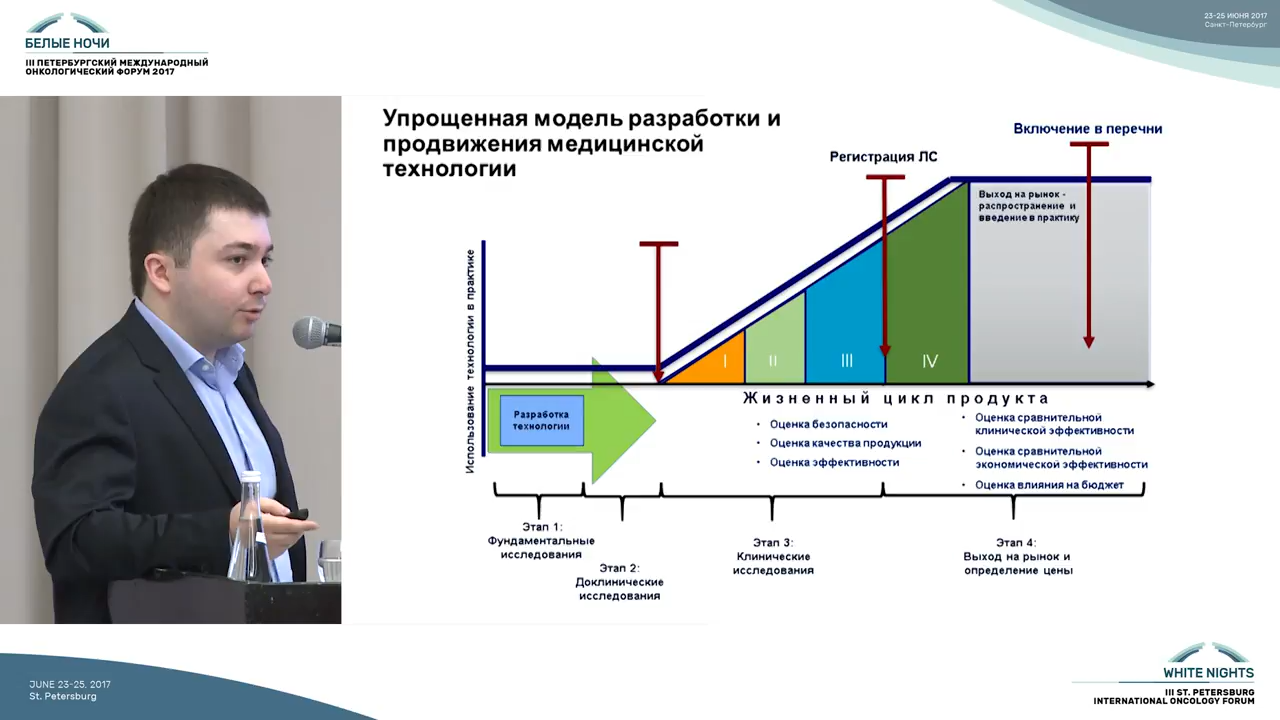 БЕЛЫЕ НОЧИ
III ПЕТЕРБУРГСКИЙ МЕЖДУНАРОДНЫЙ
ОНКОЛОГИЧЕСКИЙ ФОРУМ 2017
23-25 ИЮНЯ 2017
Санкт-Петербург
Упрощенная модель разработки и
продвижения медицинской
технологии
Включение в перечни
Регистрация ЛС
Выход на рынок -
распространение и
введение в практику
Использование технологии в практике
I
II
III
IV
Разработка
технологии
Жизненный цикл продукта
• Оценка безопасности
• Оценка качества продукции
• Оценка эффективности
• Оценка сравнительной
клинической эффективности
• Оценка сравнительной
экономической эффективности
• Оценка влияния на бюджет
Этап 1:
Фундаментальные
исследования
Этап 2:
Доклинические
исследования
Этап 3:
Клинические
исследования
Этап 4:
Выход на рынок и
определение цены
JUNE 23-25, 2017
St. Petersburg
WHITE NIGHTS
III ST. PETERSBURG
INTERNATIONAL ONCOLOGY FORUM